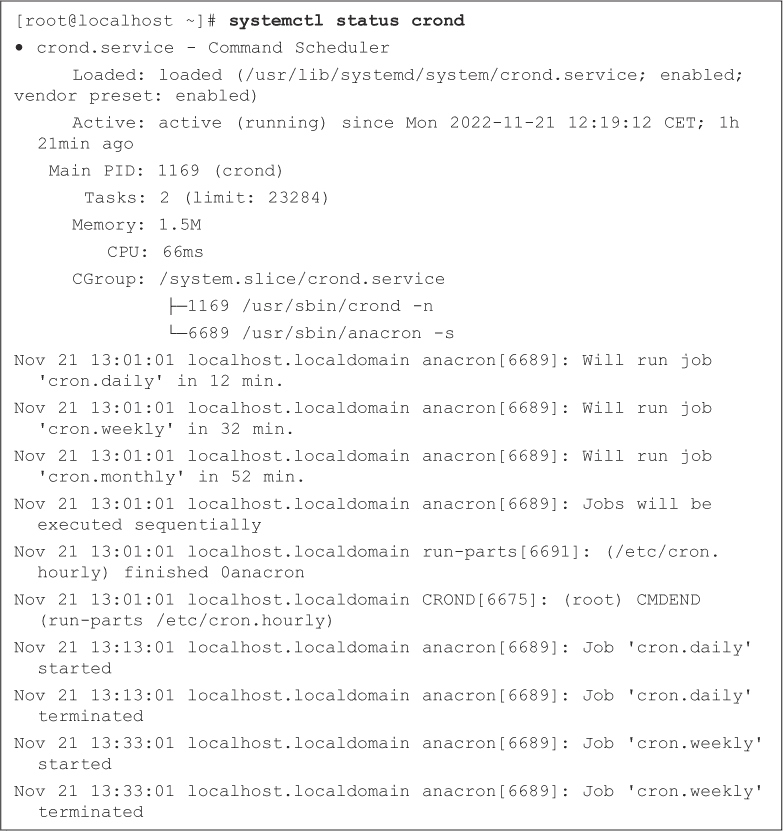 [root@localhost ~]# systemctl status crond
● crond.service - Command Scheduler
Loaded: loaded (/usr/lib/systemd/system/crond.service; enabled;
vendor preset: enabled)
Active: active (running) since Mon 2022-11-21 12:19:12 CET; 1h
21min ago
Main PID: 1169 (crond)
Tasks: 2 (limit: 23284)
Memory: 1.5M
CPU: 66ms
CGroup: /system.slice/crond.service
├─1169 /usr/sbin/crond -n
└─6689 /usr/sbin/anacron -s
Nov 21 13:01:01 localhost.localdomain anacron[6689]: Will run job
'cron.daily' in 12 min.
Nov 21 13:01:01 localhost.localdomain anacron[6689]: Will run job
'cron.weekly' in 32 min.
Nov 21 13:01:01 localhost.localdomain anacron[6689]: Will run job
'cron.monthly' in 52 min.
Nov 21 13:01:01 localhost.localdomain anacron[6689]: Jobs will be
executed sequentially
Nov 21 13:01:01 localhost.localdomain run-parts[6691]: (/etc/cron.
hourly) finished 0anacron
Nov 21 13:01:01 localhost.localdomain CROND[6675]: (root) CMDEND
(run-parts /etc/cron.hourly)
Nov 21 13:13:01 localhost.localdomain anacron[6689]: Job 'cron.daily'
started
Nov 21 13:13:01 localhost.localdomain anacron[6689]: Job 'cron.daily'
terminated
Nov 21 13:33:01 localhost.localdomain anacron[6689]: Job 'cron.weekly'
started
Nov 21 13:33:01 localhost.localdomain anacron[6689]: Job 'cron.weekly'
terminated